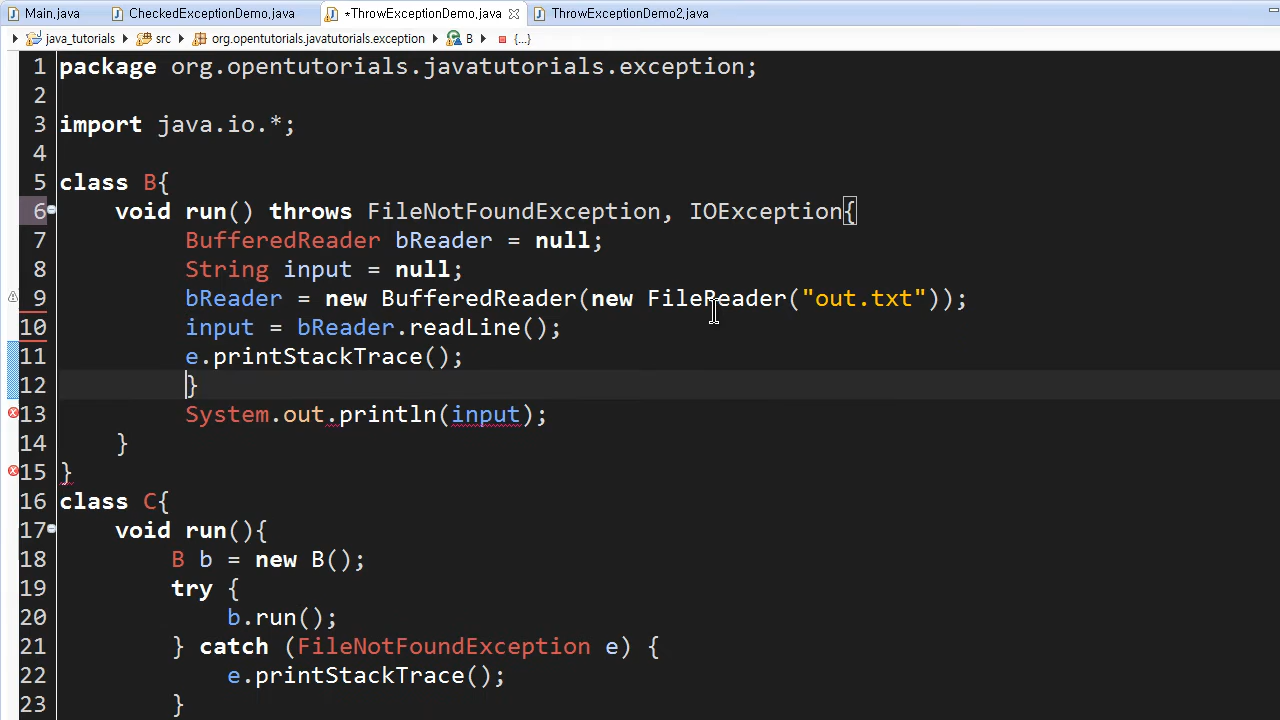 Main.java CheckedExceptionDemo.java *ThrowExceptionDemo.java ThrowExceptionDemo2.java
java_tutorials src org.opentutorials.javatutorials.exception B {...}
1 package org.opentutorials.javatutorials.exception;
2
3 import java.io.*;
4
5 class B{
6 void run() throws FileNotFoundException, IOException{
7 BufferedReader bReader = null;
8 String input = null;
9 bReader = new BufferedReader(new FileReader("out.txt"));
10 input = bReader.readLine();
11 e.printStackTrace();
12 }
13 System.out.println(input);
14 }
15 }
16 class C{
17 void run(){
18 B b = new B();
19 try {
20 b.run();
21 } catch (FileNotFoundException e) {
22 e.printStackTrace();
23 }